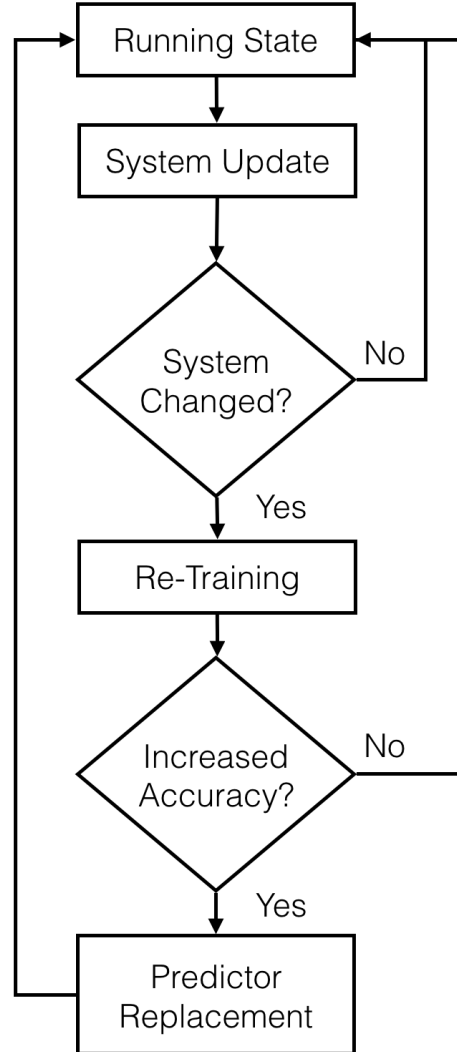 Running State
System Update
System
Changed?
No
Yes
Re-Training
Increased
Accuracy?
No
Yes
Predictor
Replacement